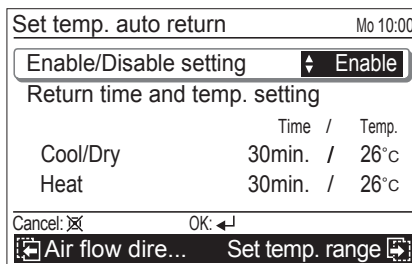 Set temp. auto return Mo 10:00
Enable/Disable setting Enable
Return time and temp. setting
Time / Temp.
Cool/Dry 30min. / 26°C
Heat 30min. / 26°C
Cancel: OK:
Air flow dire... Set temp. range